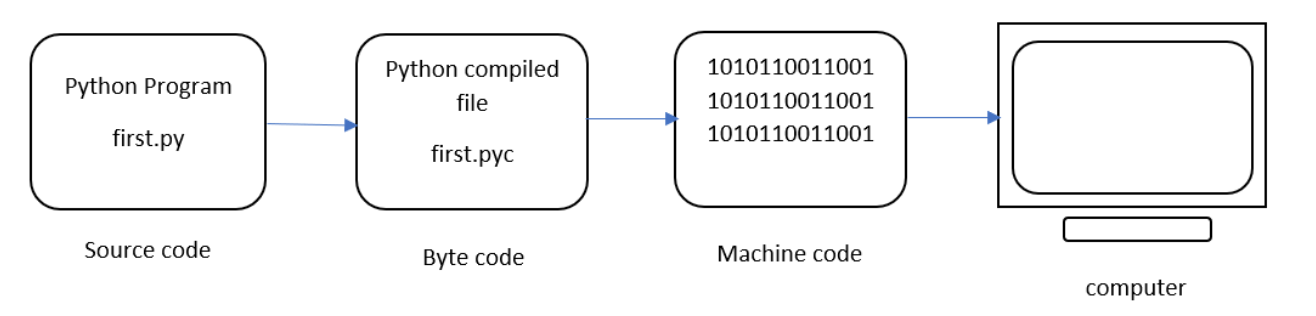 Python Program
first.py
Source code
Python compiled
file
first.pyc
Byte code
1010110011001
1010110011001
1010110011001
Machine code
computer